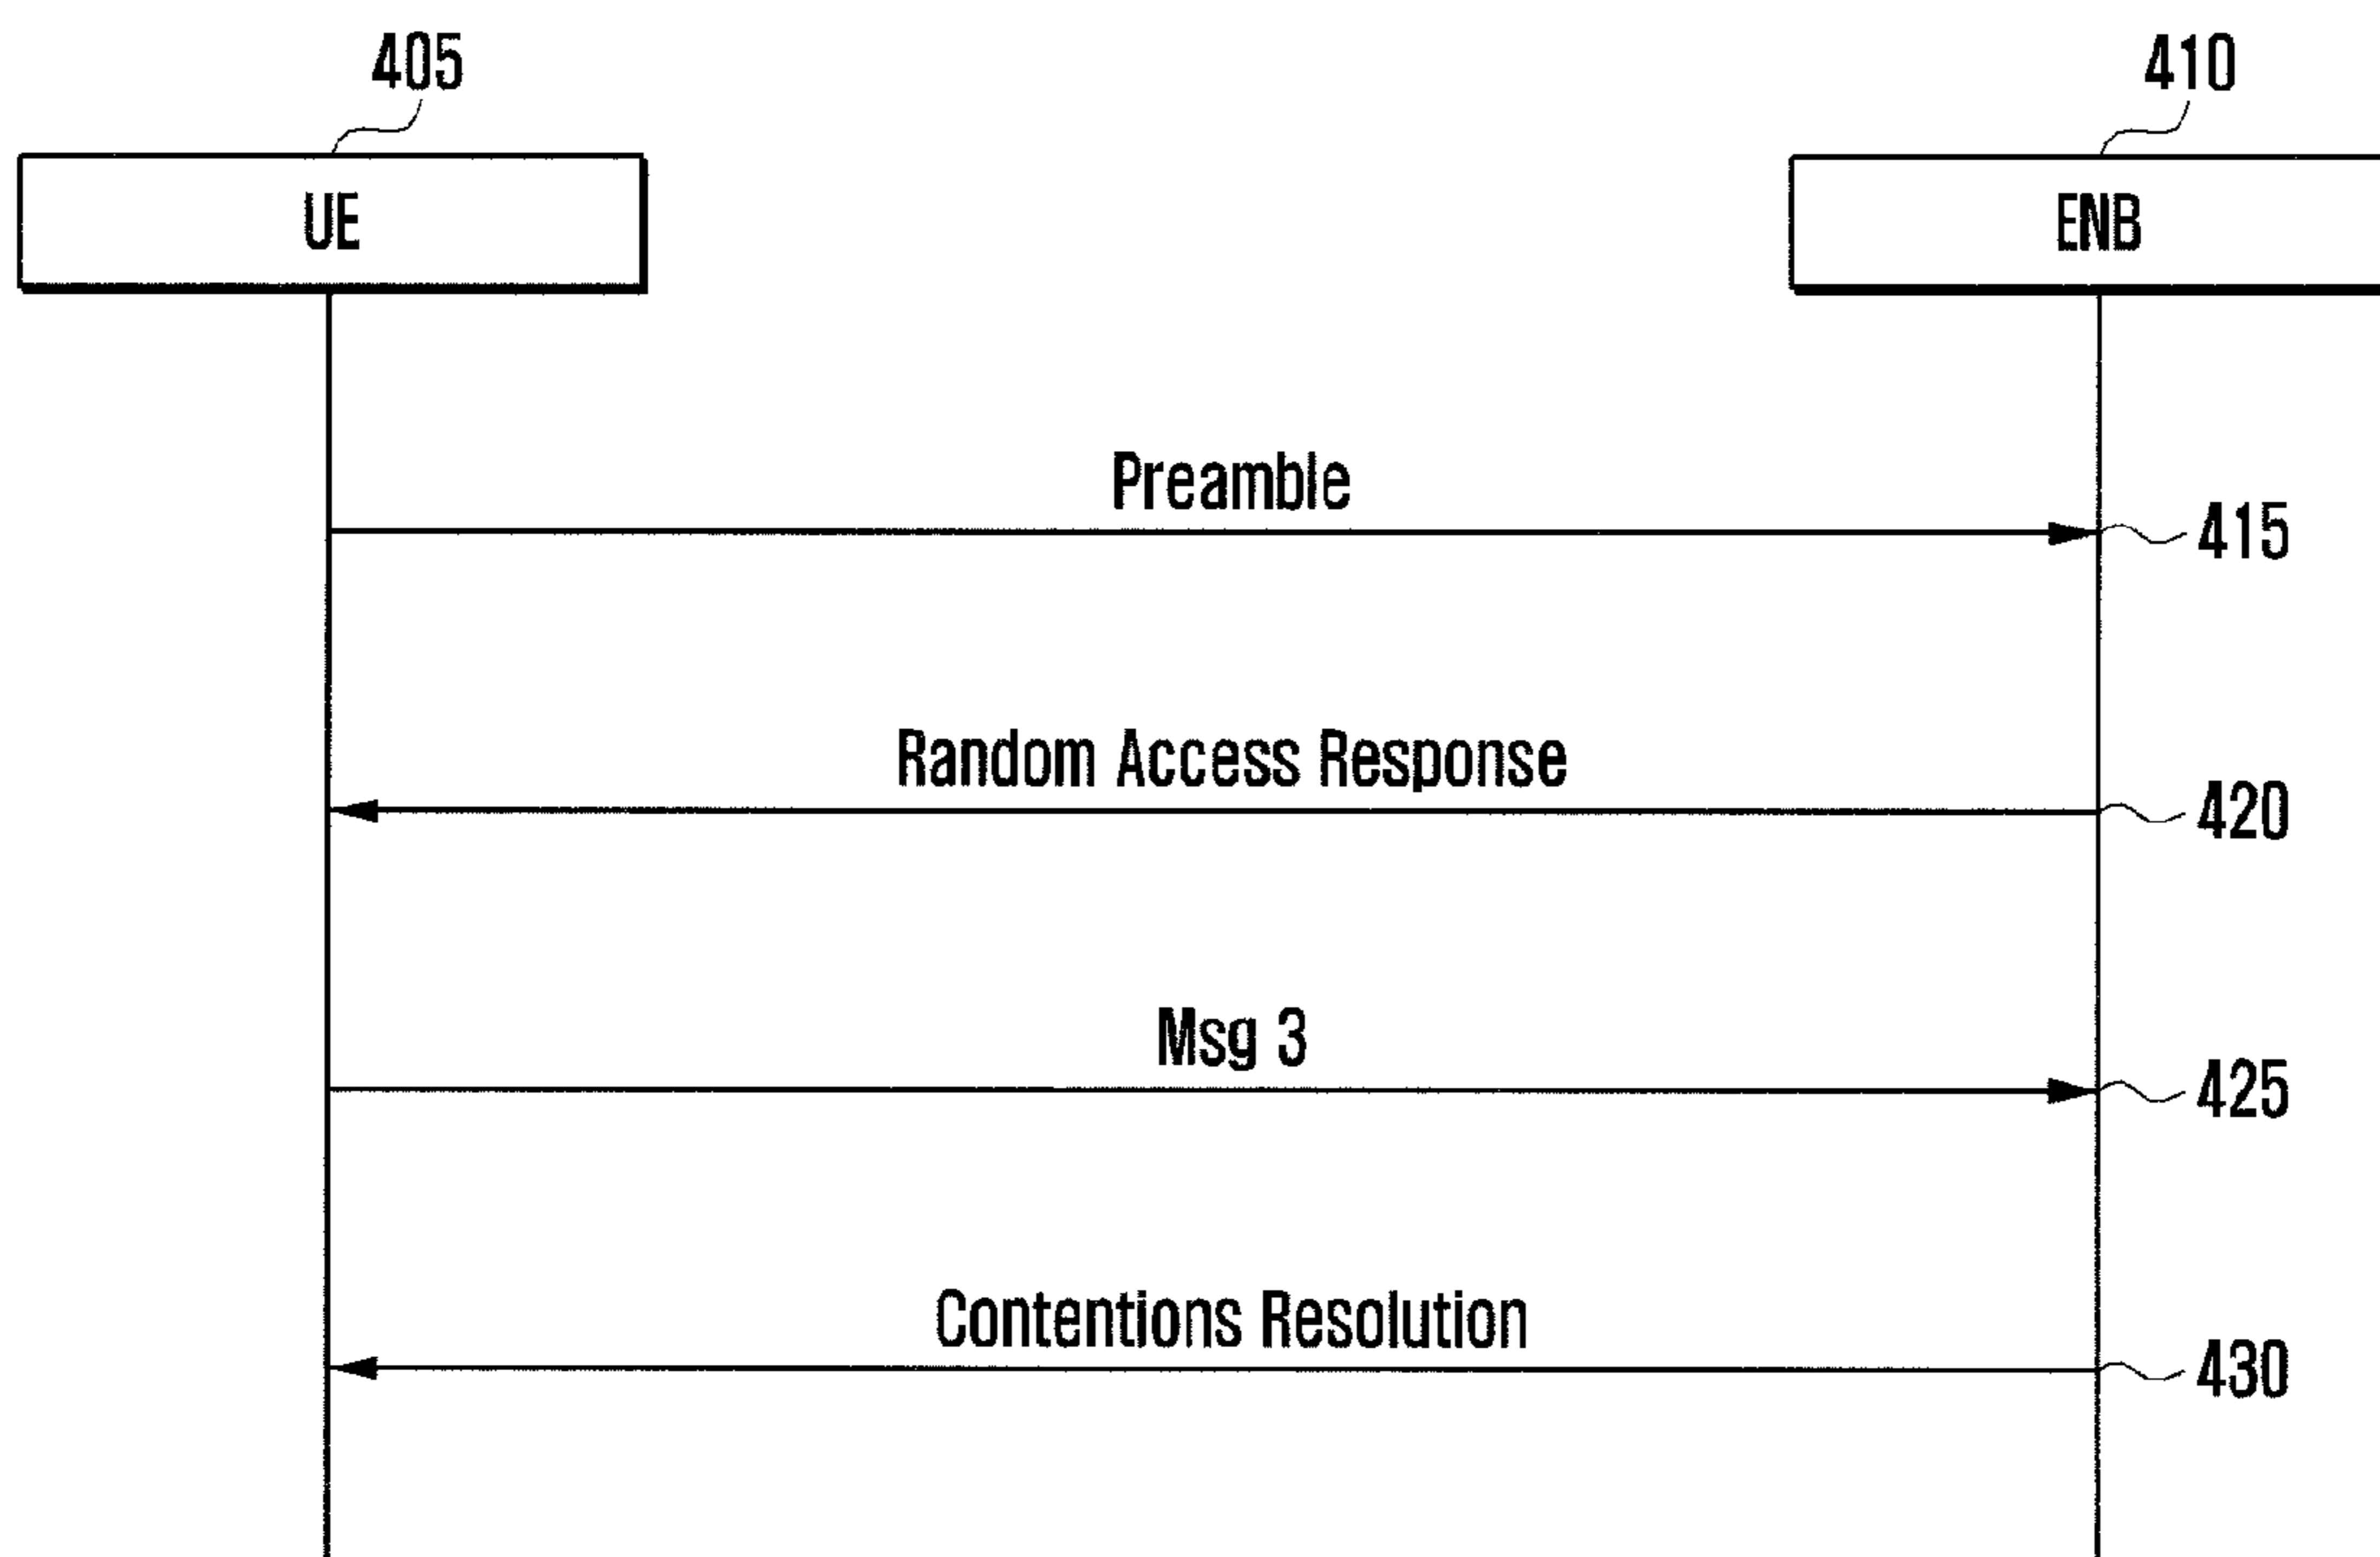 405
410
UE
ENB
Preamble
415
Random Access Response
420
Msg 3
425
Contentions Resolution
430